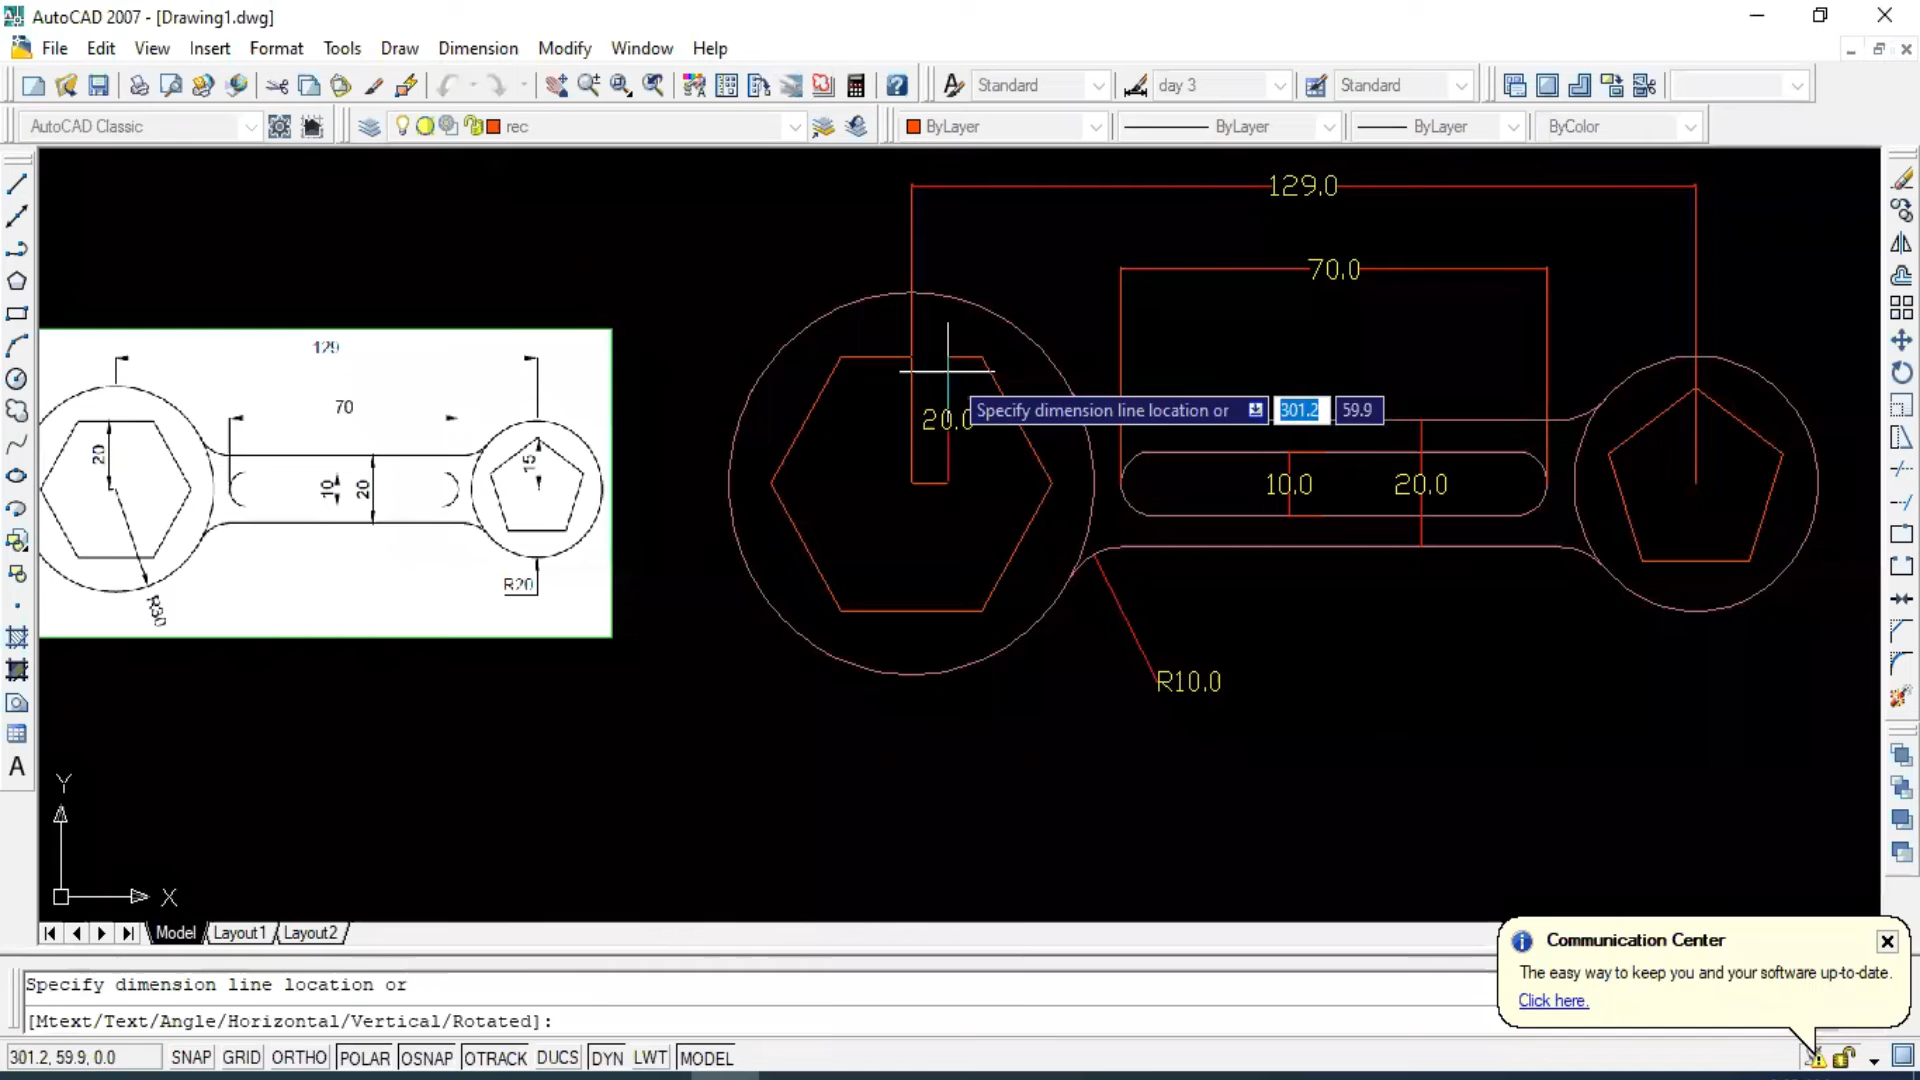 AutoCAD 2007 - [Drawing1.dwg]
File Edit View Insert Format Tools Draw Dimension Modify Window Help
Standard day 3 Standard
AutoCAD Classic rec ByLayer ByLayer ByLayer ByColor
129.0
70.0
129
70
20
10
20
15
R20
R30
20.0
Specify dimension line location or 301.2 59.9
10.0
20.0
R10.0
Y
X
Model Layout1 Layout2
Communication Center
The easy way to keep you and your software up-to-date.
Click here.
Specify dimension line location or
[Mtext/Text/Angle/Horizontal/Vertical/Rotated]:
301.2, 59.9, 0.0 SNAP GRID ORTHO POLAR OSNAP OTRACK DUCS DYN LWT MODEL
A